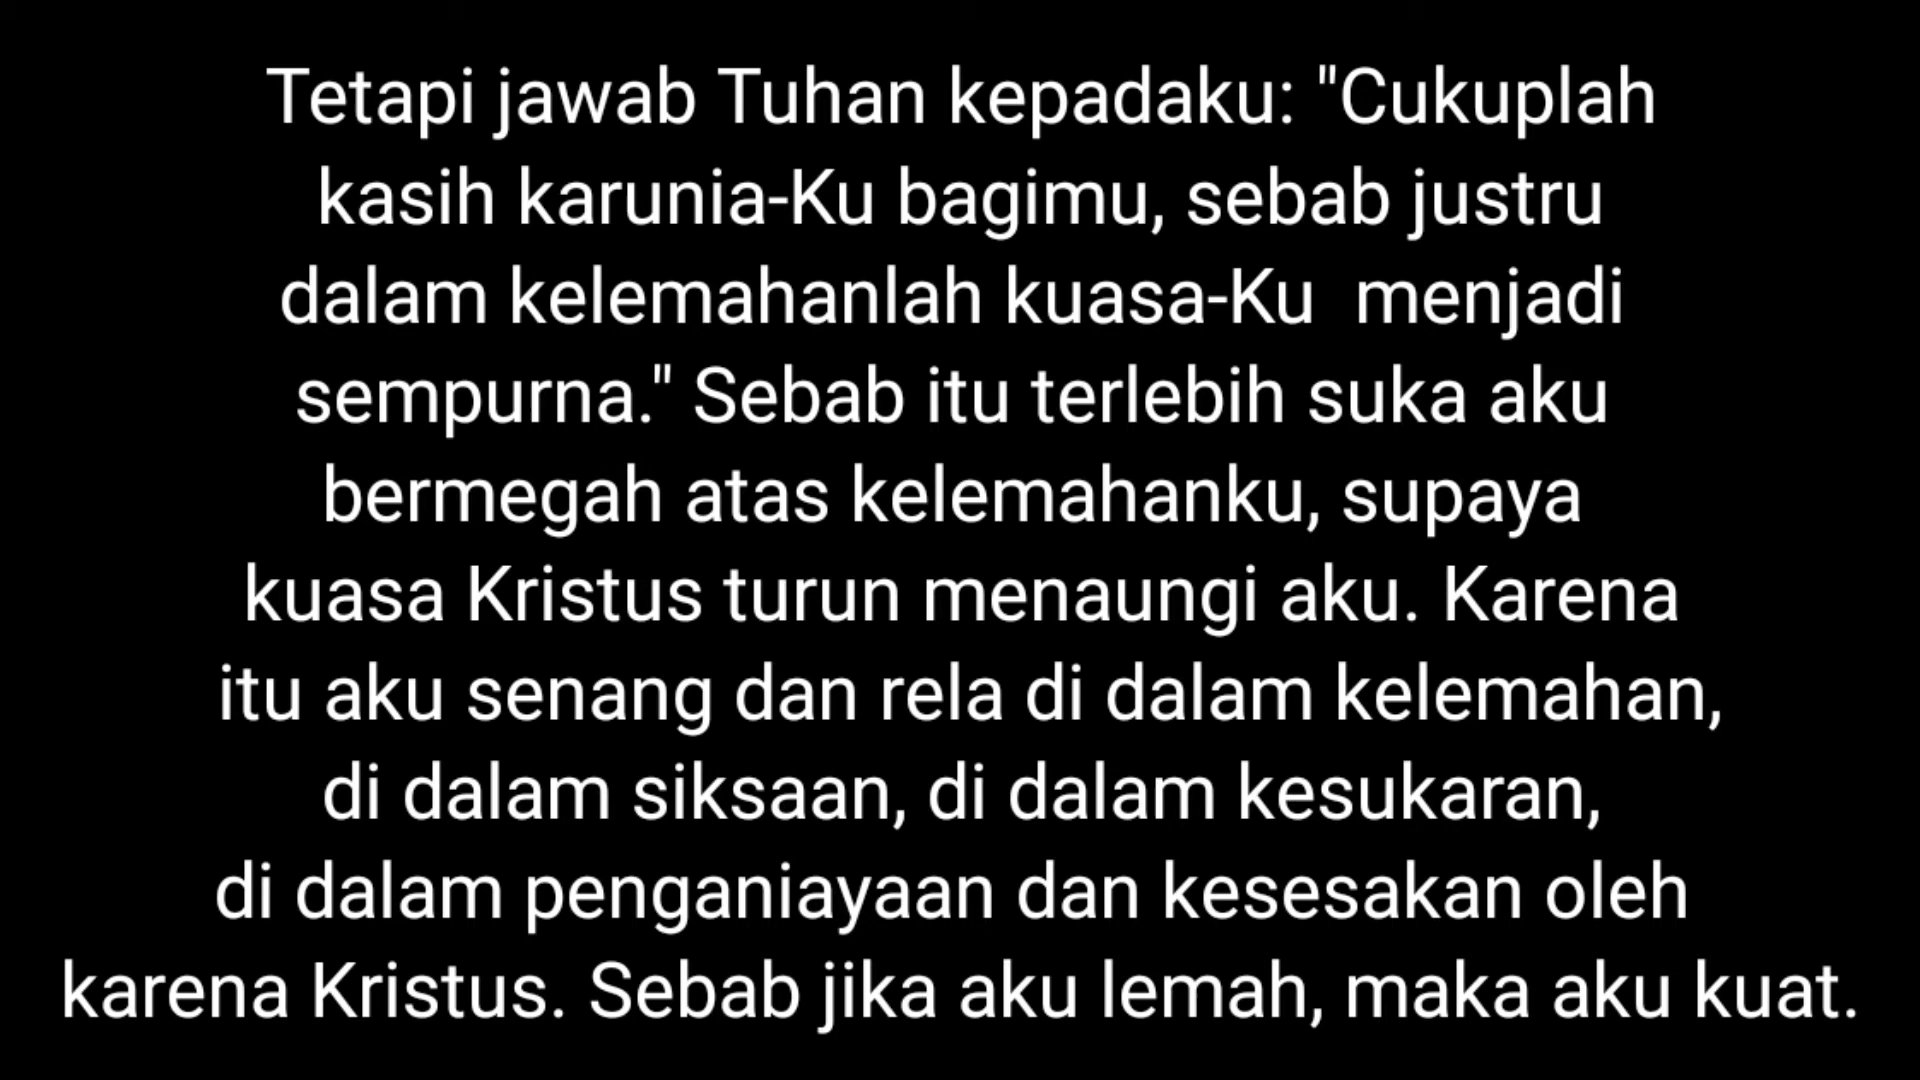 Tetapi jawab Tuhan kepadaku: "Cukuplah
kasih karunia-Ku bagimu, sebab justru
dalam kelemahanlah kuasa-Ku  menjadi
sempurna." Sebab itu terlebih suka aku
bermegah atas kelemahanku, supaya
kuasa Kristus turun menaungi aku. Karena
itu aku senang dan rela di dalam kelemahan,
di dalam siksaan, di dalam kesukaran,
di dalam penganiayaan dan kesesakan oleh
karena Kristus. Sebab jika aku lemah, maka aku kuat.